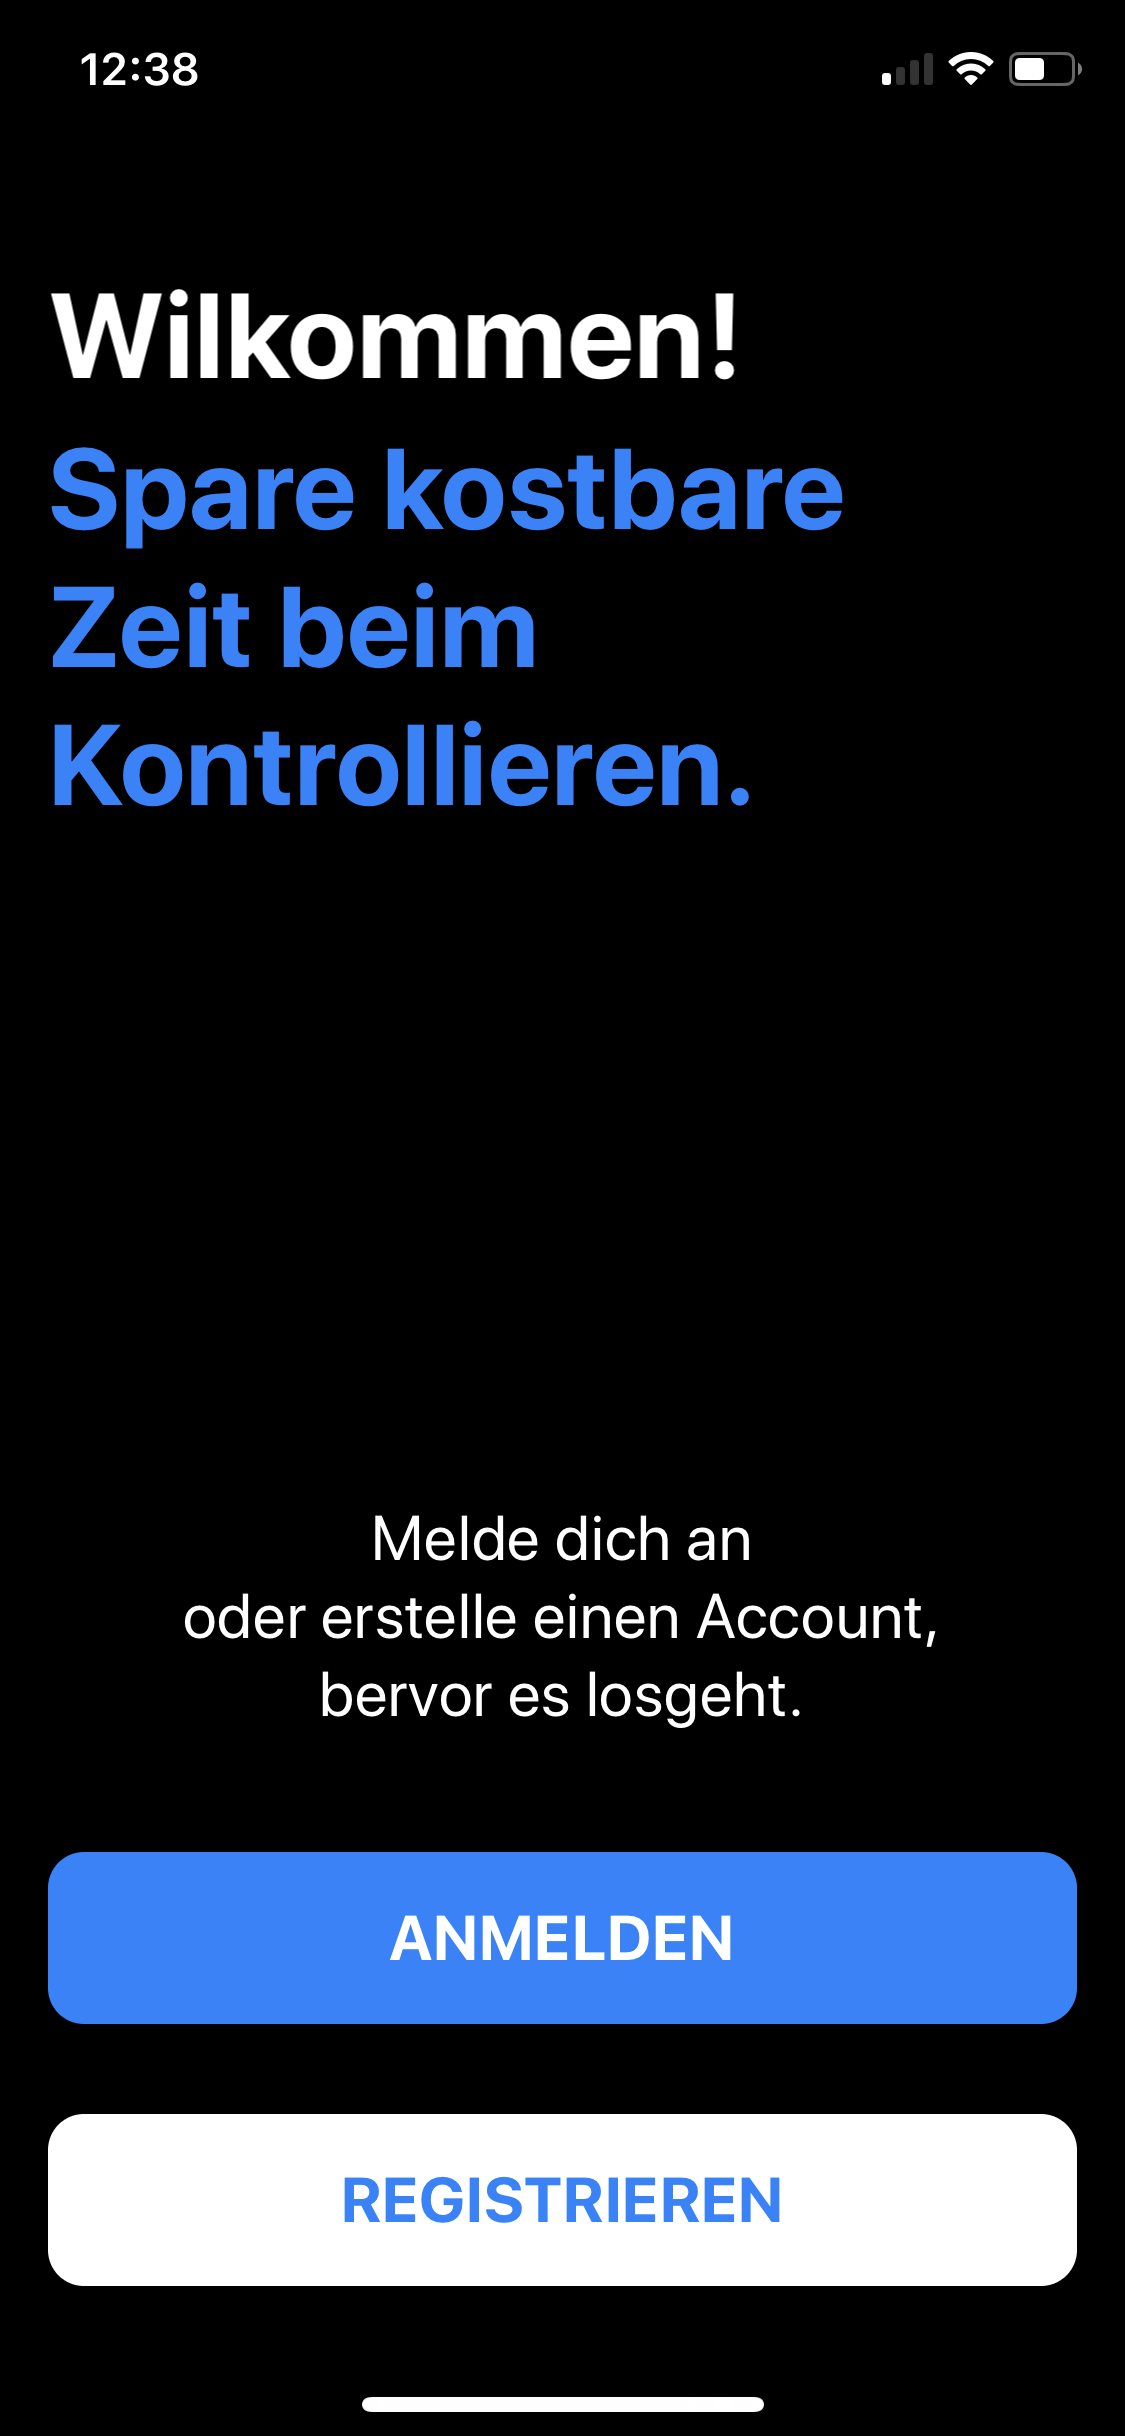 12:38
Wilkommen!
Spare kostbare
Zeit beim
Kontrollieren.
Melde dich an
oder erstelle einen Account,
bervor es losgeht.
ANMELDEN
REGISTRIEREN